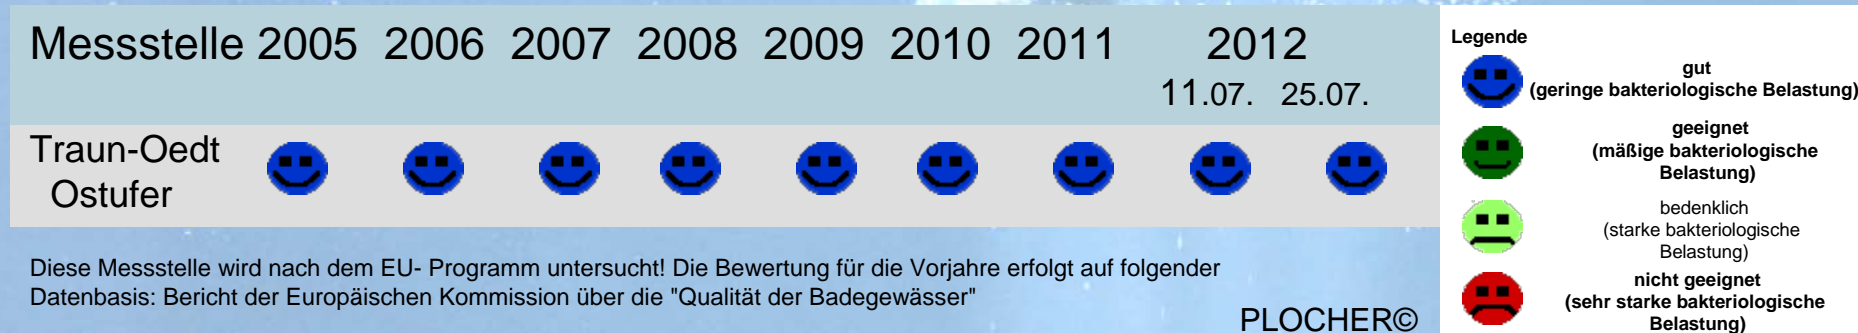 Messstelle 2005 2006 2007 2008 2009 2010 2011 2012
11.07. 25.07.
Traun-Oedt
Ostufer
Diese Messstelle wird nach dem EU- Programm untersucht! Die Bewertung für die Vorjahre erfolgt auf folgender
Datenbasis: Bericht der Europäischen Kommission über die "Qualität der Badegewässer"
PLOCHER©
Legende
gut
(geringe bakteriologische Belastung)
geeignet
(mäßige bakteriologische
Belastung)
bedenklich
(starke bakteriologische
Belastung)
nicht geeignet
(sehr starke bakteriologische
Belastung)